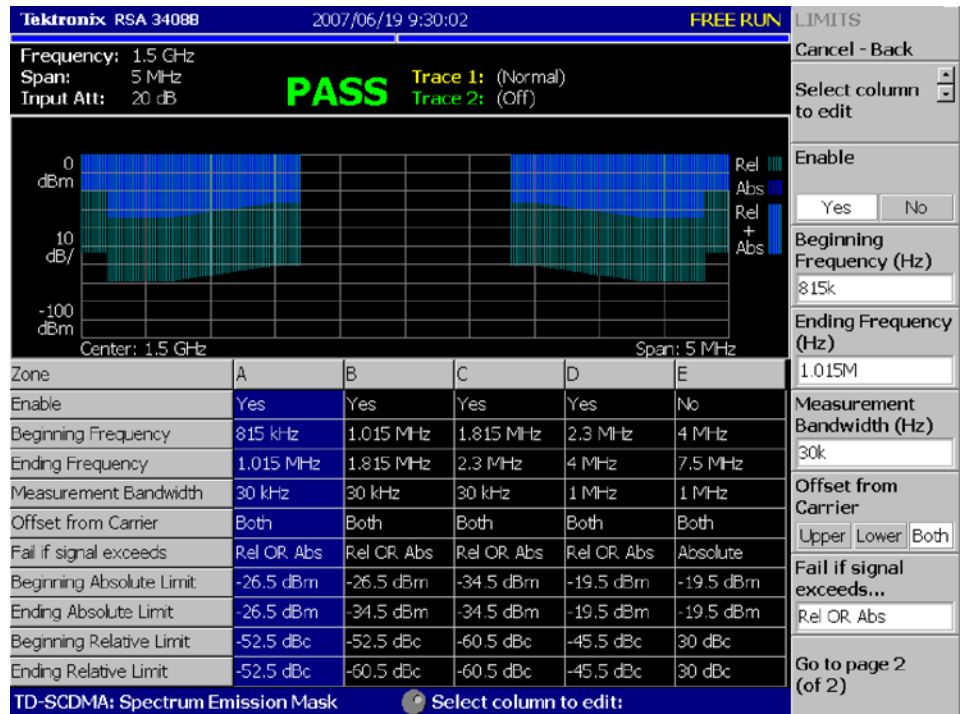 Tektronix RSA 3408B 2007/06/19 9:30:02 FREE RUN
Frequency: 1.5 GHz
Span: 5 MHz
Input Att: 20 dB
PASS
Trace 1: (Normal)
Trace 2: (Off)
0
dBm
10
dB/
-100
dBm
Rel
Abs
Rel
+
Abs
Center: 1.5 GHz Span: 5 MHz
Zone A B C D E
Enable Yes Yes Yes Yes No
Beginning Frequency 815 kHz 1.015 MHz 1.815 MHz 2.3 MHz 4 MHz
Ending Frequency 1.015 MHz 1.815 MHz 2.3 MHz 4 MHz 7.5 MHz
Measurement Bandwidth 30 kHz 30 kHz 30 kHz 1 MHz 1 MHz
Offset from Carrier Both Both Both Both Both
Fail if signal exceeds Rel OR Abs Rel OR Abs Rel OR Abs Rel OR Abs Absolute
Beginning Absolute Limit -26.5 dBm -26.5 dBm -34.5 dBm -19.5 dBm -19.5 dBm
Ending Absolute Limit -26.5 dBm -34.5 dBm -34.5 dBm -19.5 dBm -19.5 dBm
Beginning Relative Limit -52.5 dBc -52.5 dBc -60.5 dBc -45.5 dBc 30 dBc
Ending Relative Limit -52.5 dBc -60.5 dBc -60.5 dBc -45.5 dBc 30 dBc
TD-SCDMA: Spectrum Emission Mask Select column to edit:
LIMITS
Cancel - Back
Select column
to edit
Enable
Yes No
Beginning
Frequency (Hz)
815k
Ending Frequency
(Hz)
1.015M
Measurement
Bandwidth (Hz)
30k
Offset from
Carrier
Upper Lower Both
Fail if signal
exceeds...
Rel OR Abs
Go to page 2
(of 2)